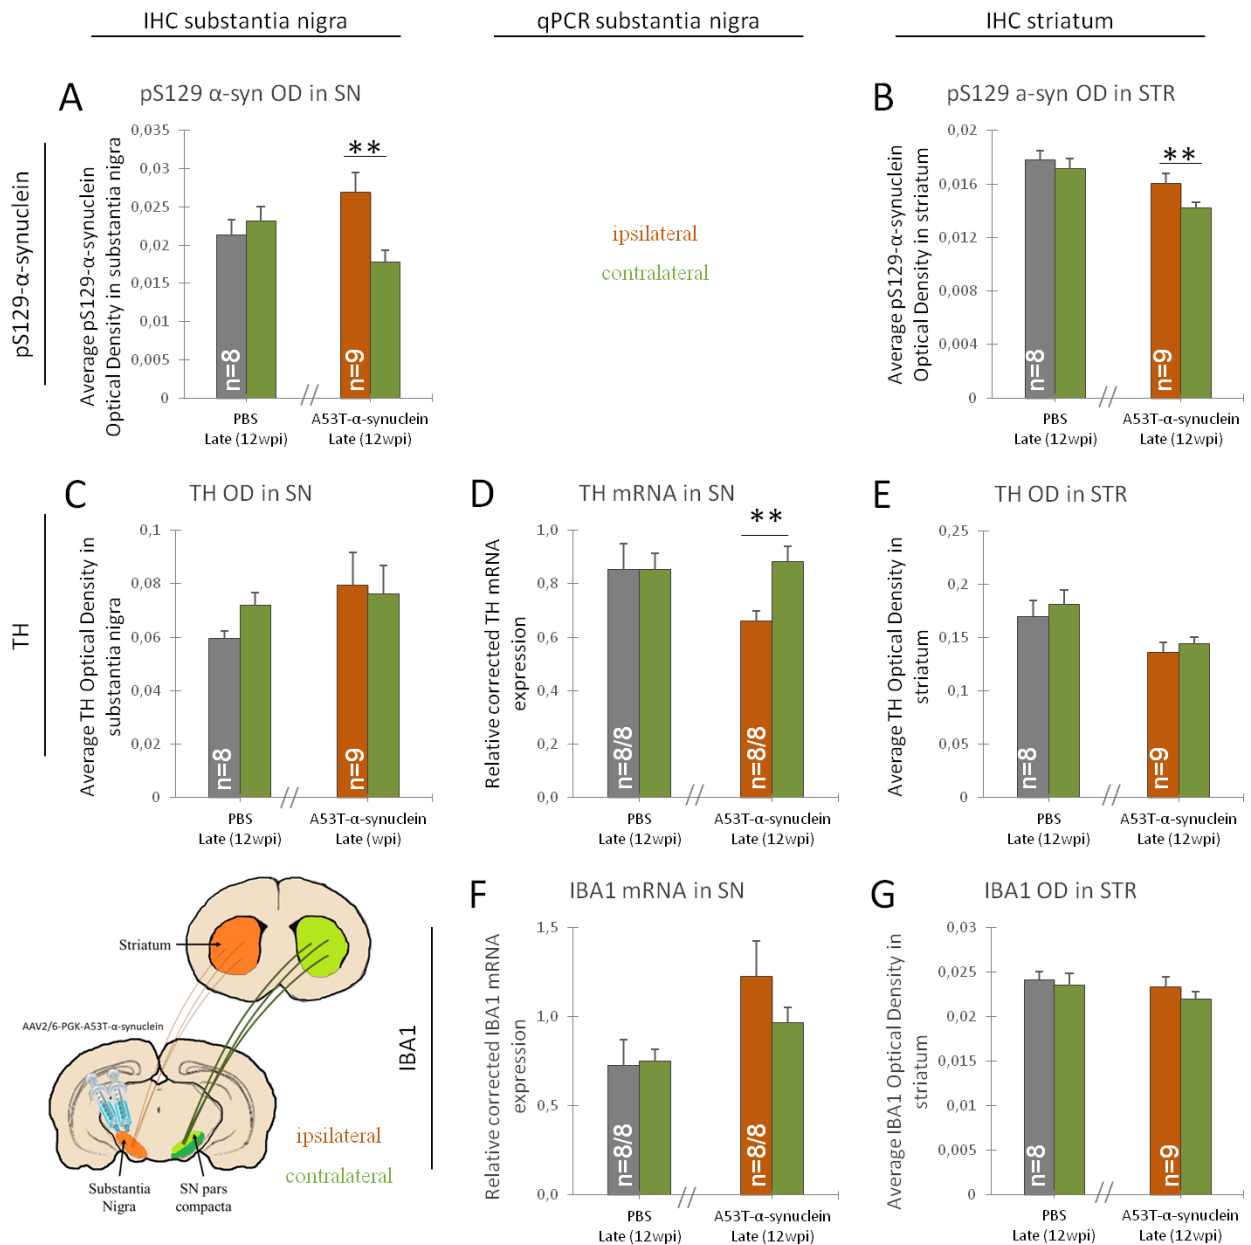 IHC substantia nigra
qPCR substantia nigra
IHC striatum
pS129-α-synuclein
A
pS129 α-syn OD in SN
Average pS129-α-synuclein
Optical Density in substantia nigra
0,035
0,03
0,025
0,02
0,015
0,01
0,005
0
**
n=8
n=9
PBS
Late (12wpi)
A53T-α-synuclein
Late (12wpi)
ipsilateral
contralateral
B
pS129 a-syn OD in STR
Average pS129-α-synuclein
Optical Density in striatum
0,02
0,016
0,012
0,008
0,004
0
**
n=8
n=9
PBS
Late (12wpi)
A53T-α-synuclein
Late (12wpi)
TH
C
TH OD in SN
Average TH Optical Density in
substantia nigra
0,1
0,08
0,06
0,04
0,02
0
n=8
n=9
PBS
Late (12wpi)
A53T-α-synuclein
Late (wpi)
D
TH mRNA in SN
Relative corrected TH mRNA
expression
1,0
0,8
0,6
0,4
0,2
0,0
**
n=8/8
n=8/8
PBS
Late (12wpi)
A53T-α-synuclein
Late (12wpi)
E
TH OD in STR
Average TH Optical Density in
striatum
0,25
0,2
0,15
0,1
0,05
0
n=8
n=9
PBS
Late (12wpi)
A53T-α-synuclein
Late (12wpi)
Striatum
AAV2/6-PGK-A53T-α-synuclein
Substantia
Nigra
SN pars
compacta
ipsilateral
contralateral
IBA1
F
IBA1 mRNA in SN
Relative corrected IBA1 mRNA
expression
1,5
1,0
0,5
0,0
n=8/8
n=8/8
PBS
Late (12wpi)
A53T-α-synuclein
Late (12wpi)
G
IBA1 OD in STR
Average IBA1 Optical Density in
striatum
0,03
0,025
0,02
0,015
0,01
0,005
0
n=8
n=9
PBS
Late (12wpi)
A53T-α-synuclein
Late (12wpi)